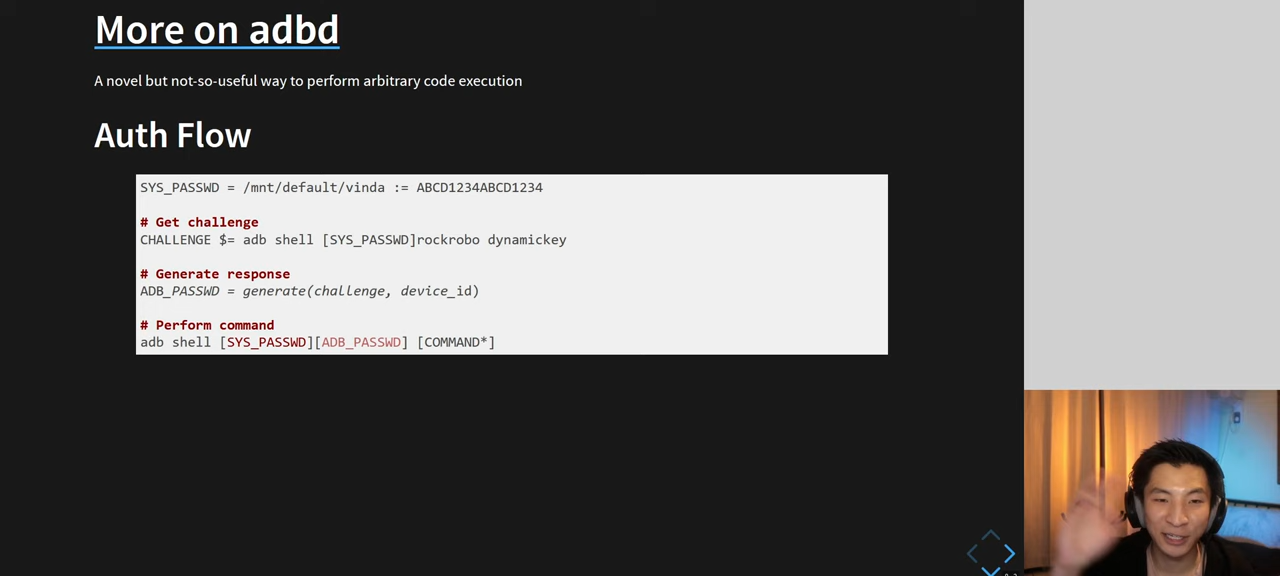 More on adbd
A novel but not-so-useful way to perform arbitrary code execution
Auth Flow
SYS_PASSWD = /mnt/default/vinda := ABCD1234ABCD1234
# Get challenge
CHALLENGE $= adb shell [SYS_PASSWD]rockrobo dynamickey
# Generate response
ADB_PASSWD = generate(challenge, device_id)
# Perform command
adb shell [SYS_PASSWD][ADB_PASSWD] [COMMAND*]